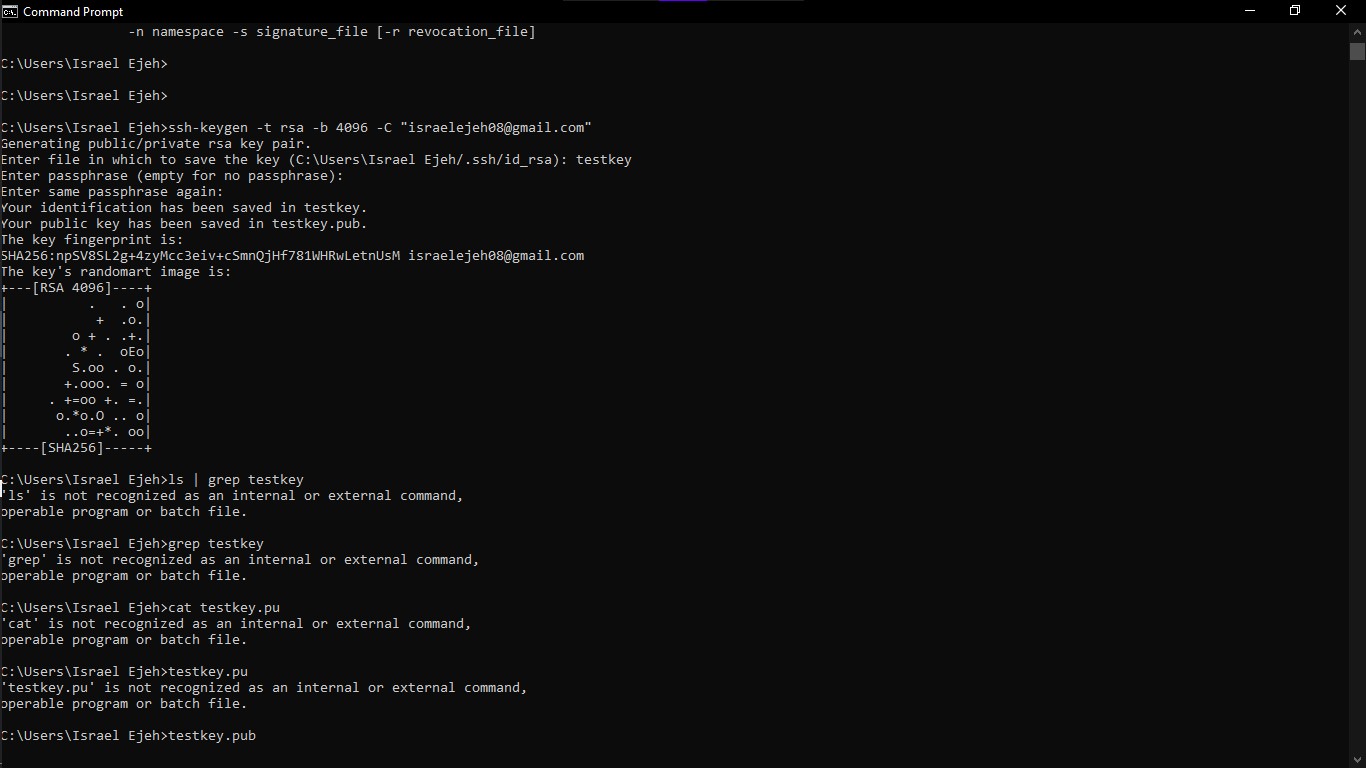 Command Prompt
-n namespace -s signature_file [-r revocation_file]
C:\Users\Israel Ejeh>
C:\Users\Israel Ejeh>
C:\Users\Israel Ejeh>ssh-keygen -t rsa -b 4096 -C "israelejeh08@gmail.com"
Generating public/private rsa key pair.
Enter file in which to save the key (C:\Users\Israel Ejeh/.ssh/id_rsa): testkey
Enter passphrase (empty for no passphrase):
Enter same passphrase again:
Your identification has been saved in testkey.
Your public key has been saved in testkey.pub.
The key fingerprint is:
SHA256:npSV8SL2g+4zyMcc3eiv+cSmnQjHf781WHRwLetnUsM israelejeh08@gmail.com
The key's randomart image is:
+---[RSA 4096]----+
|          .   . o|
|           +  .o.|
|        o + . .+.|
|       . * .  oEo|
|        S.oo . o.|
|       +.ooo. = o|
|     . +=oo +. =.|
|      o.*o.O .. o|
|       ..o=+*. oo|
+----[SHA256]-----+
C:\Users\Israel Ejeh>ls | grep testkey
'ls' is not recognized as an internal or external command,
operable program or batch file.
C:\Users\Israel Ejeh>grep testkey
'grep' is not recognized as an internal or external command,
operable program or batch file.
C:\Users\Israel Ejeh>cat testkey.pu
'cat' is not recognized as an internal or external command,
operable program or batch file.
C:\Users\Israel Ejeh>testkey.pu
'testkey.pu' is not recognized as an internal or external command,
operable program or batch file.
C:\Users\Israel Ejeh>testkey.pub